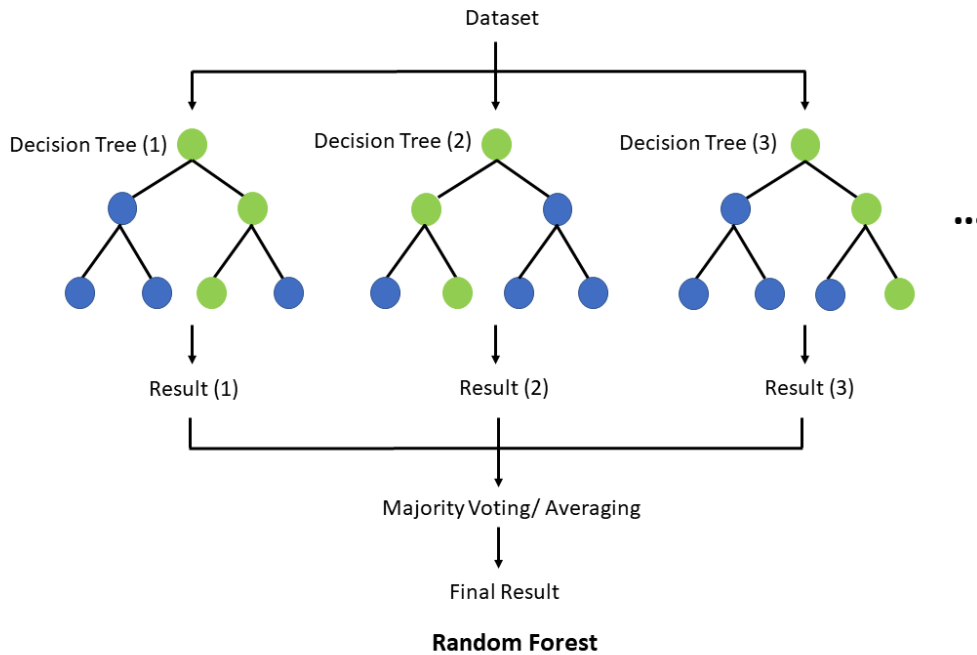 Dataset
Decision Tree (1)
Decision Tree (2)
Decision Tree (3)
...
Result (1)
Result (2)
Result (3)
Majority Voting/ Averaging
Final Result
Random Forest